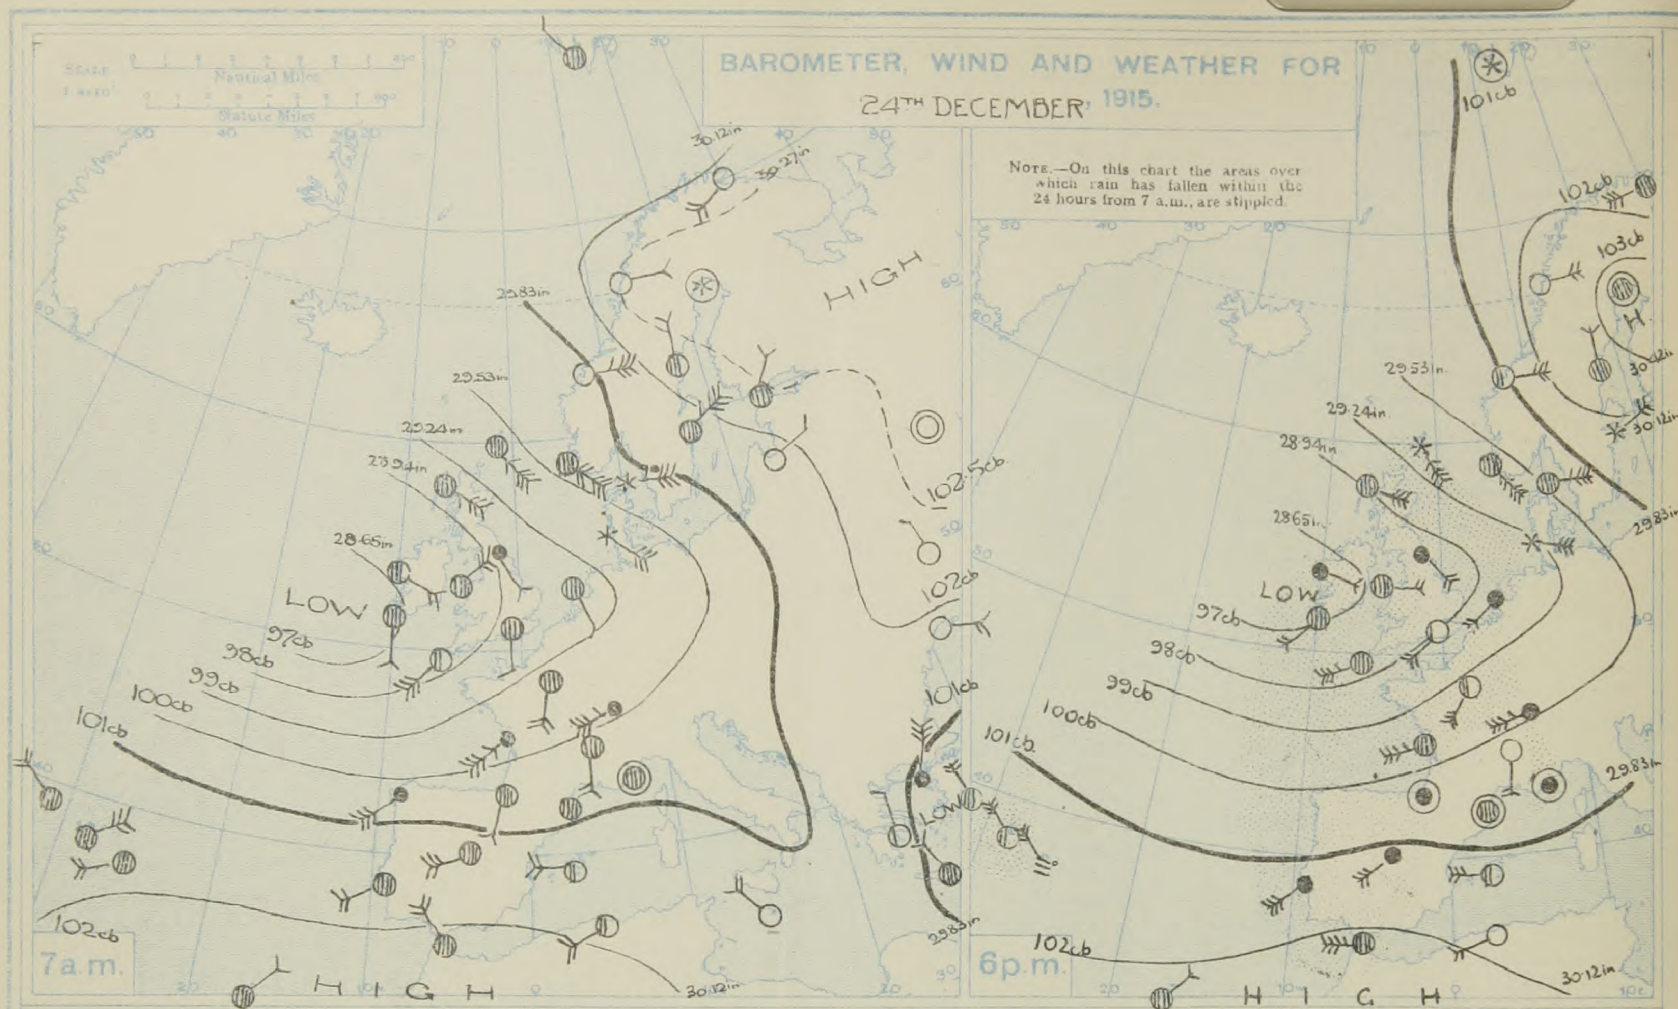 SCALE
Nautical Miles
Statute Miles
BAROMETER, WIND AND WEATHER FOR
24TH DECEMBER, 1915.
NOTE.—On this chart the areas over
which rain has fallen within the
24 hours from 7 a.m., are stippled.
30.12in
30.27in
HIGH
29.83in
29.53in
29.24in
28.94in
28.65in
LOW
97cb
98cb
99cb
100cb
101cb
102cb
102.5cb
102cb
101cb
LOW
29.83in
7a.m.
HIGH
30.12in
101cb
102cb
103cb
H
30.42in
30.12in
29.83in
29.53in
29.24in
28.94in
28.65in
LOW
97cb
98cb
99cb
100cb
101cb
29.83in
102cb
6p.m.
HIGH
30.12in